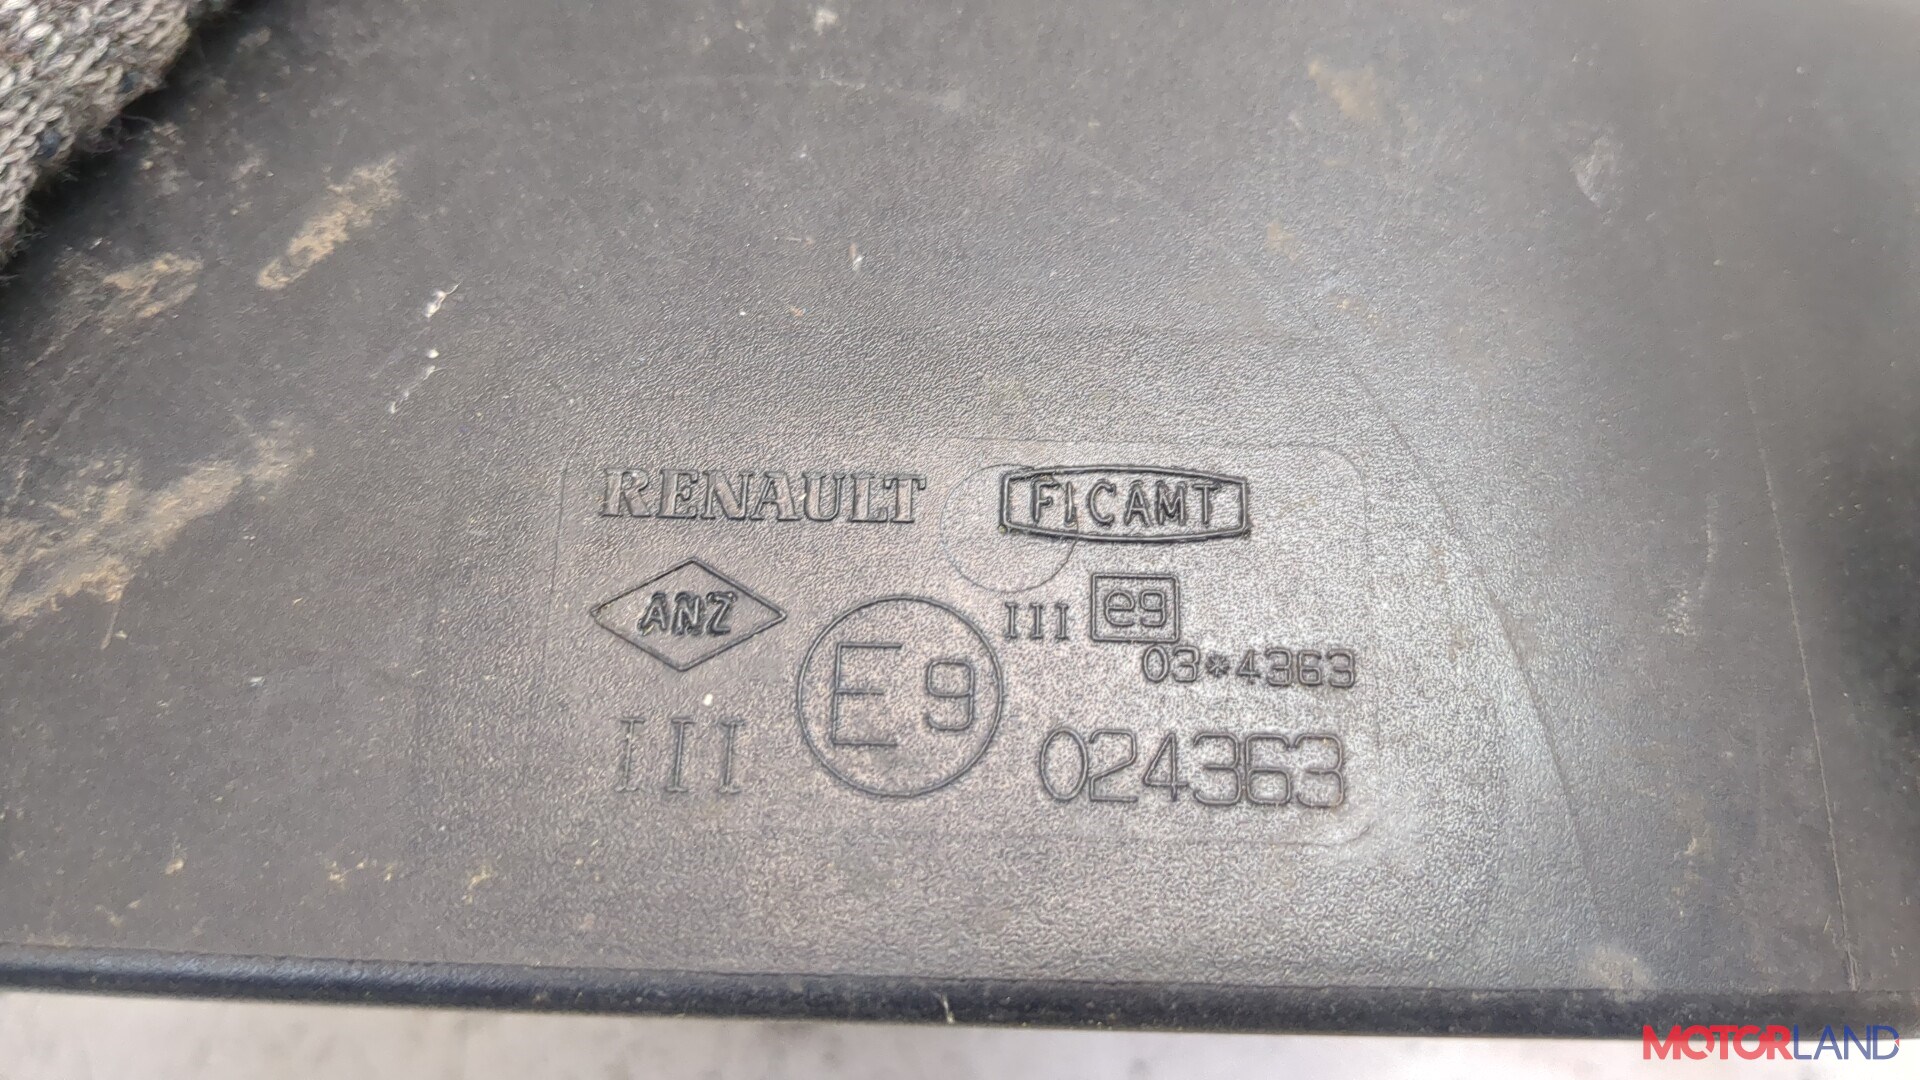 RENAULT FICAMT
ANZ III e9
03*4363
III E9 024363
MOTORLAND